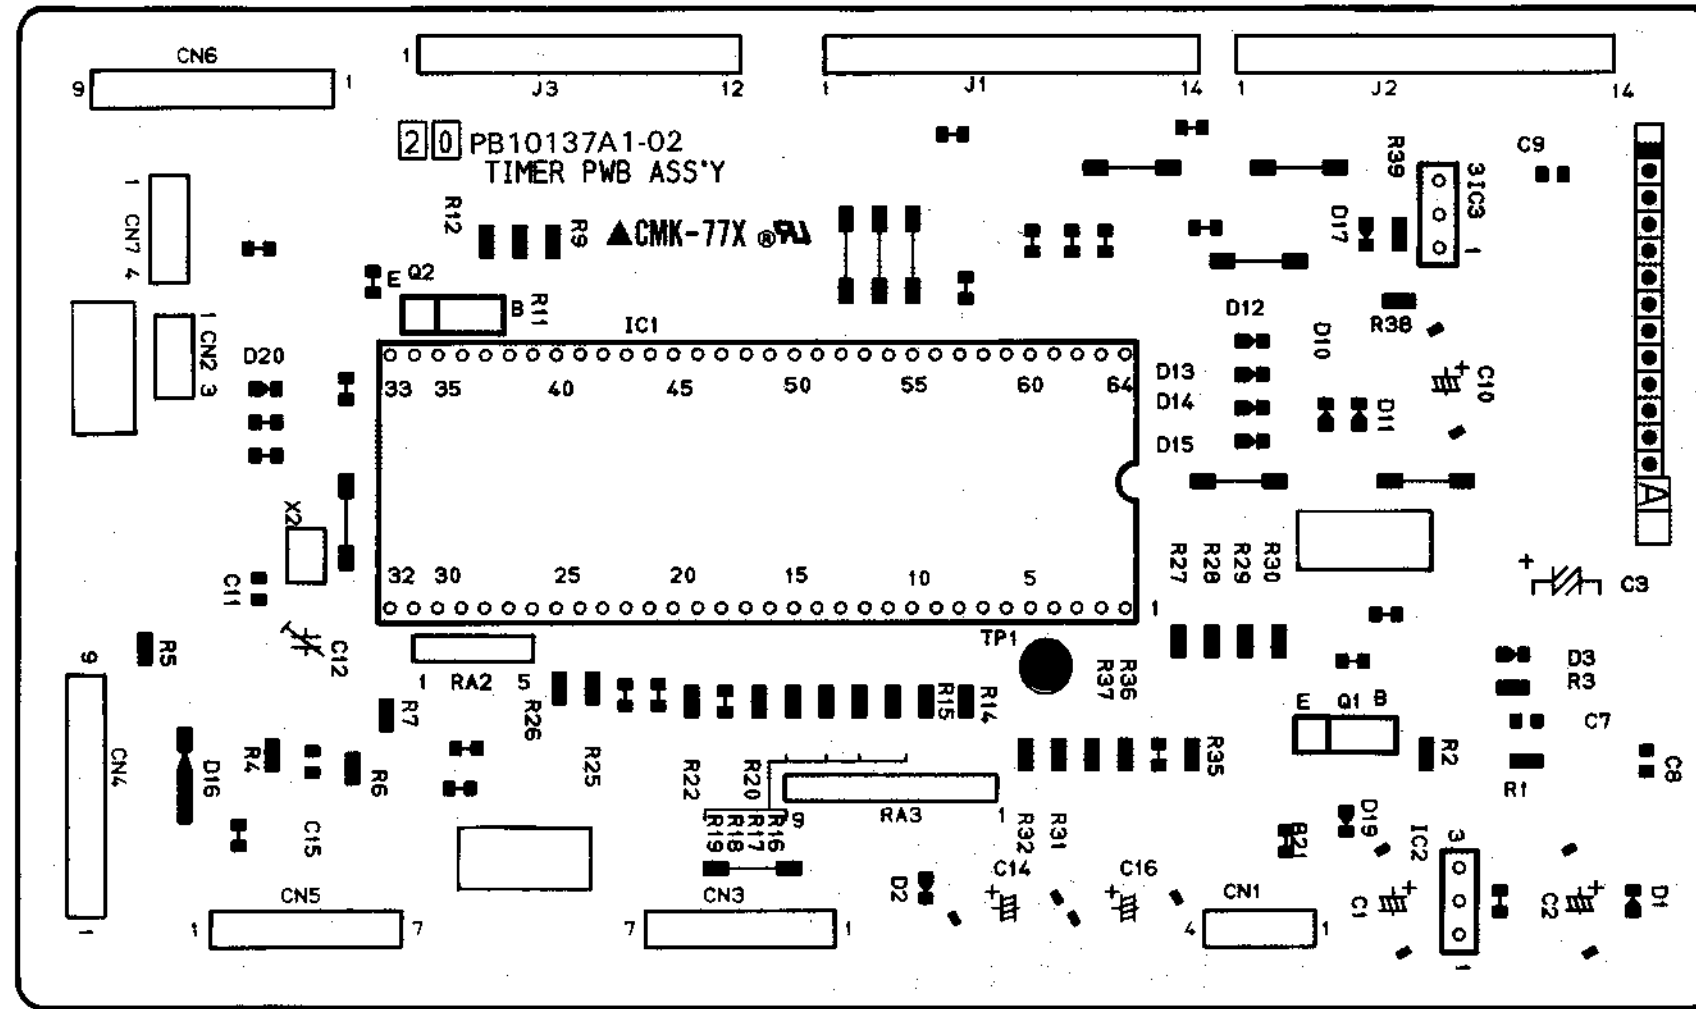 CN6
9 1
1 J3 12
1 J1 14
1 J2 14
20 PB10137A1-02
TIMER PWB ASS'Y
▲CMK-77X ®
C9
R39
3 IC3 1
D17
R38
1 CN7 4
R12
R9
E Q2 B
R11
IC1
D12
D10
1 CN2 3
D20
33 35 40 45 50 55 60 64
D13
D14
D15
D11
+ C10
A
X2
C11
32 30 25 20 15 10 5 1
R27
R28
R29
R30
+ C3
R5
C12
1 RA2 5
TP1
R37
R36
D3
R3
9
CN4
1
R7
R26
R15
R14
E Q1 B
C7
D16
R4
R6
R25
R22
R20
R35
R2
R1
C8
C15
R19
R18
R17
R16
9 RA3 1
R32
R31
D19
IC2
3
1
D2
+ C14
+ C16
C1 +
C2 +
D1
CN5
1 7
CN3
7 1
CN1
4 1